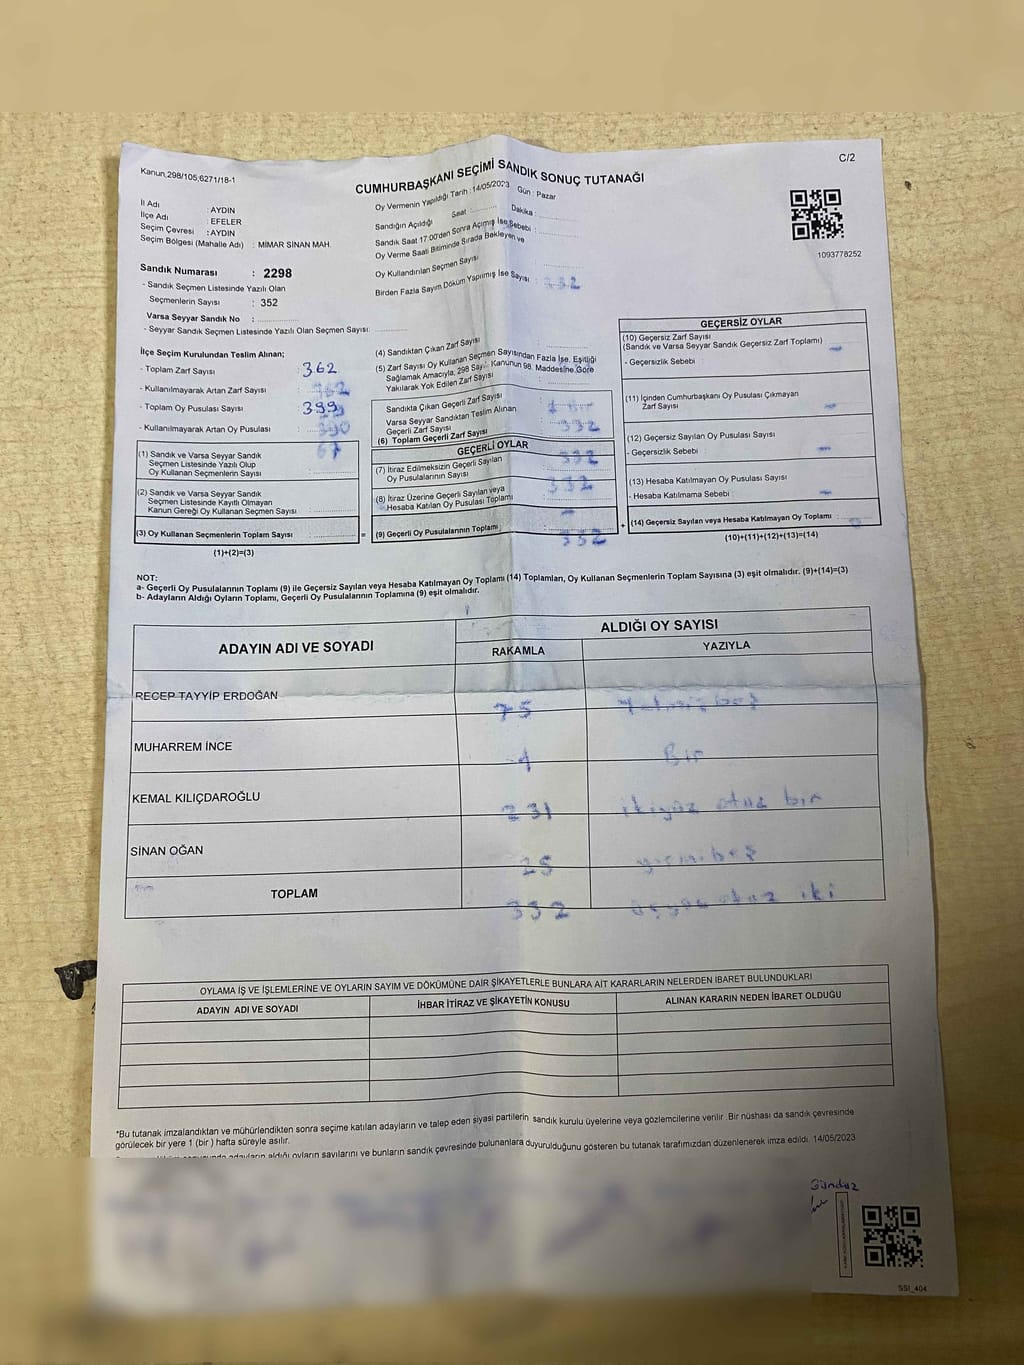 Kanun,298/105,6271/18-1
C/2
CUMHURBAŞKANI SEÇİMİ SANDIK SONUÇ TUTANAĞI
İl Adı : AYDIN
İlçe Adı : EFELER
Seçim Çevresi : AYDIN
Seçim Bölgesi (Mahalle Adı) : MİMAR SİNAN MAH.
Sandık Numarası : 2298
- Sandık Seçmen Listesinde Yazılı Olan
Seçmenlerin Sayısı : 352
Varsa Seyyar Sandık No :
- Seyyar Sandık Seçmen Listesinde Yazılı Olan Seçmen Sayısı:
Oy Vermenin Yapıldığı Tarih :14/05/2023 Gün : Pazar
Sandığın Açıldığı Saat : Dakika :
Sandık Saat 17:00'den Sonra Açımış İse Sebebi :
Oy Verme Saati Bitiminde Sırada Bekleyen ve
Oy Kullandırılan Seçmen Sayısı
Birden Fazla Sayım Döküm Yapılmış İse Sayısı : 332
1093778252
İlçe Seçim Kurulundan Teslim Alınan;
- Toplam Zarf Sayısı : 362
- Kullanılmayarak Artan Zarf Sayısı
- Toplam Oy Pusulası Sayısı : 399
- Kullanılmayarak Artan Oy Pusulası :
67
(1) Sandık ve Varsa Seyyar Sandık
Seçmen Listesinde Yazılı Olup
Oy Kullanan Seçmenlerin Sayısı :
(2) Sandık ve Varsa Seyyar Sandık
Seçmen Listesinde Kayıtlı Olmayan
Kanun Gereği Oy Kullanan Seçmen Sayısı :
(3) Oy Kullanan Seçmenlerin Toplam Sayısı : =
(1)+(2)=(3)
(4) Sandıktan Çıkan Zarf Sayısı
(5) Zarf Sayısı Oy Kullanan Seçmen Sayısından Fazla İse, Eşitliği
Sağlamak Amacıyla, 298 Sayılı Kanunun 98. Maddesine Göre
Yakılarak Yok Edilen Zarf Sayısı
Sandıkta Çıkan Geçerli Zarf Sayısı
Varsa Seyyar Sandıktan Teslim Alınan
Geçerli Zarf Sayısı : 332
(6) Toplam Geçerli Zarf Sayısı
GEÇERLİ OYLAR
(7) İtiraz Edilmeksizin Geçerli Sayılan : 332
Oy Pusulalarının Sayısı
(8) İtiraz Üzerine Geçerli Sayılan veya : 332
Hesaba Katılan Oy Pusulası Toplamı
(9) Geçerli Oy Pusulalarının Toplamı : 332 +
GEÇERSİZ OYLAR
(10) Geçersiz Zarf Sayısı
(Sandık ve Varsa Seyyar Sandık Geçersiz Zarf Toplamı)
- Geçersizlik Sebebi :
(11) İçinden Cumhurbaşkanı Oy Pusulası Çıkmayan
Zarf Sayısı :
(12) Geçersiz Sayılan Oy Pusulası Sayısı
- Geçersizlik Sebebi :
(13) Hesaba Katılmayan Oy Pusulası Sayısı
- Hesaba Katılmama Sebebi :
(14) Geçersiz Sayılan veya Hesaba Katılmayan Oy Toplamı :
(10)+(11)+(12)+(13)=(14)
NOT:
a- Geçerli Oy Pusulalarının Toplamı (9) ile Geçersiz Sayılan veya Hesaba Katılmayan Oy Toplamı (14) Toplamları, Oy Kullanan Seçmenlerin Toplam Sayısına (3) eşit olmalıdır. (9)+(14)=(3)
b- Adayların Aldığı Oyların Toplamı, Geçerli Oy Pusulalarının Toplamına (9) eşit olmalıdır.
ADAYIN ADI VE SOYADI ALDIĞI OY SAYISI
RAKAMLA YAZIYLA
RECEP TAYYİP ERDOĞAN 75
MUHARREM İNCE 1 Bir
KEMAL KILIÇDAROĞLU 231 ikiyüz otuz bir
SİNAN OĞAN 25 yirmi beş
TOPLAM 332 üçyüz otuz iki
OYLAMA İŞ VE İŞLEMLERİNE VE OYLARIN SAYIM VE DÖKÜMÜNE DAİR ŞİKAYETLERLE BUNLARA AİT KARARLARIN NELERDEN İBARET BULUNDUKLARI
ADAYIN ADI VE SOYADI İHBAR İTİRAZ VE ŞİKAYETİN KONUSU ALINAN KARARIN NEDEN İBARET OLDUĞU
*Bu tutanak imzalandıktan ve mühürlendikten sonra seçime katılan adayların ve talep eden siyasi partilerin sandık kurulu üyelerine veya gözlemcilerine verilir .Bir nüshası da sandık çevresinde
görülecek bir yere 1 (bir ) hafta süreyle asılır.
adayların aldığı oyların sayılarını ve bunların sandık çevresinde bulunanlara duyurulduğunu gösteren bu tutanak tarafımızdan düzenlenerek imza edildi. 14/05/2023
Gündüz
SSI_404